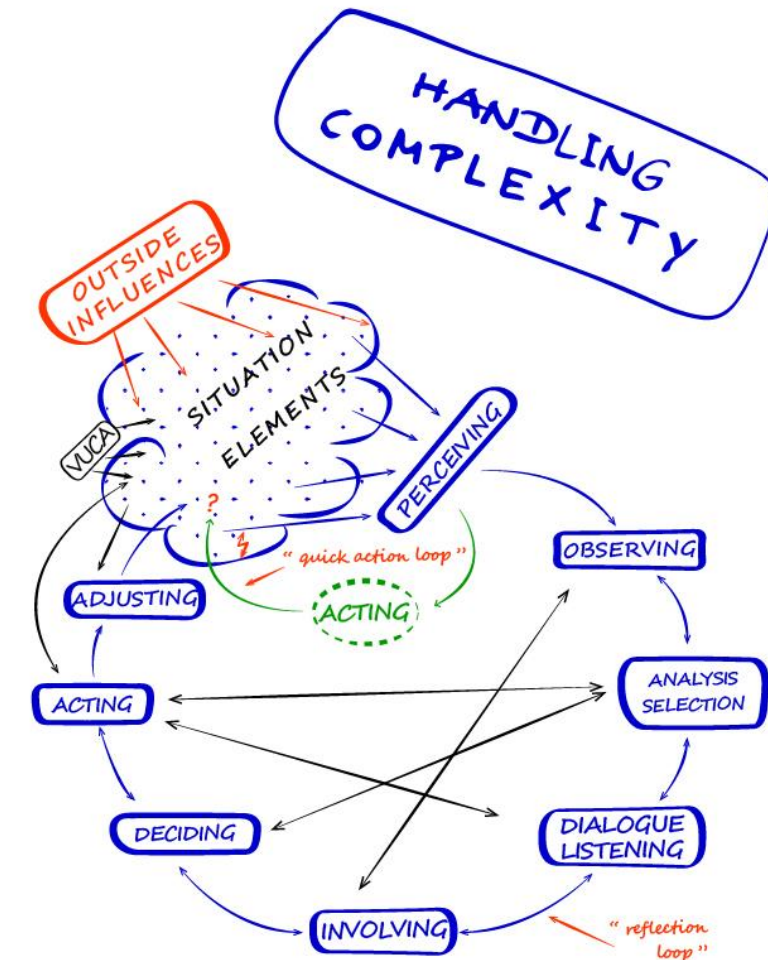 HANDLING
COMPLEXITY
OUTSIDE
INFLUENCES
SITUATION
ELEMENTS
VUCA
PERCEIVING
?
OBSERVING
" quick action loop "
ADJUSTING
ACTING
ANALYSIS
SELECTION
ACTING
DECIDING
DIALOGUE
LISTENING
INVOLVING
" reflection
loop "